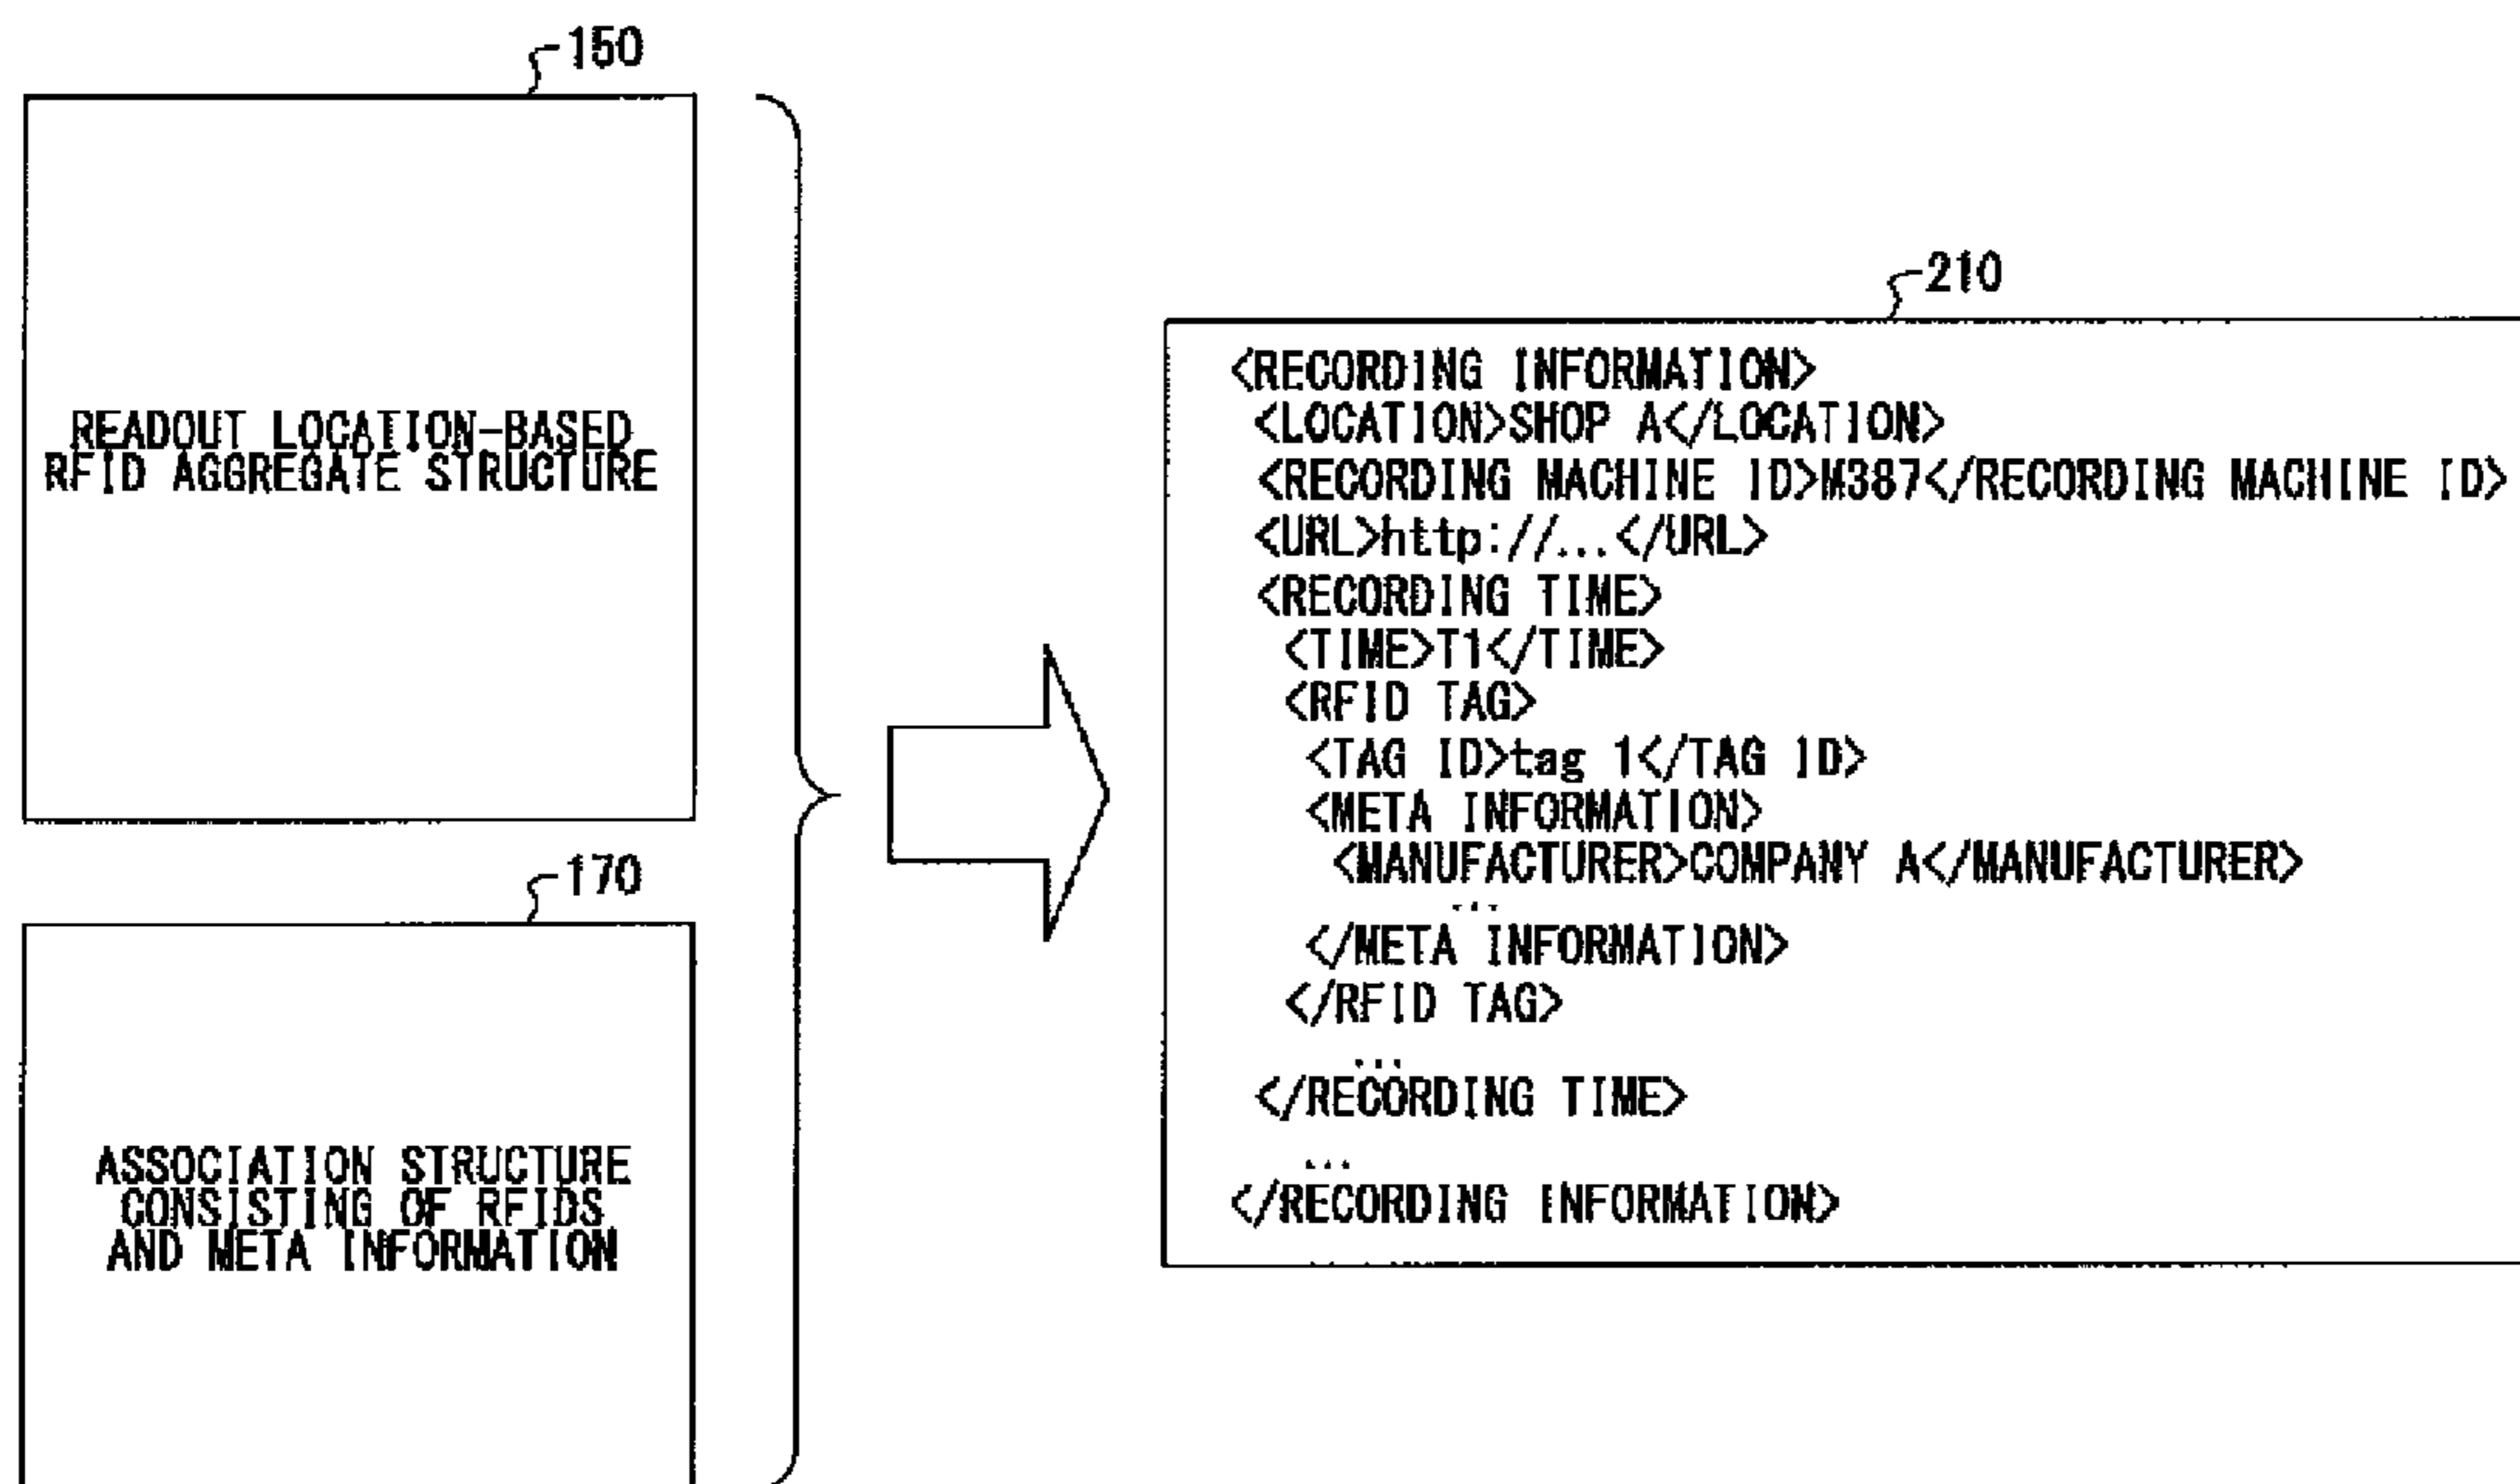 150
READOUT LOCATION-BASED
RFID AGGREGATE STRUCTURE
170
ASSOCIATION STRUCTURE
CONSISTING OF RFIDS
AND META INFORMATION
210
<RECORDING INFORMATION>
<LOCATION>SHOP A</LOCATION>
<RECORDING MACHINE ID>M387</RECORDING MACHINE ID>
<URL>http://...</URL>
<RECORDING TIME>
<TIME>T1</TIME>
<RFID TAG>
<TAG ID>tag 1</TAG ID>
<META INFORMATION>
<MANUFACTURER>COMPANY A</MANUFACTURER>
...
</META INFORMATION>
</RFID TAG>
...
</RECORDING TIME>
...
</RECORDING INFORMATION>